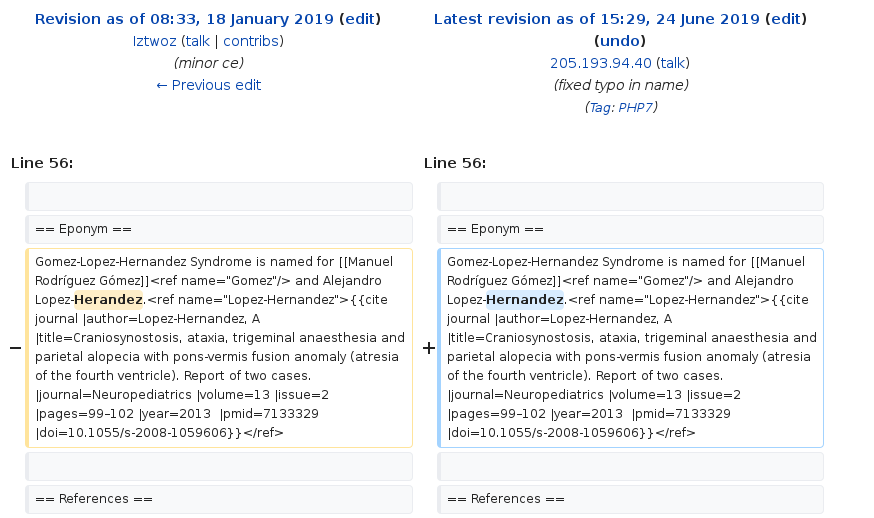 Revision as of 08:33, 18 January 2019 (edit)
Iztwoz (talk | contribs)
(minor ce)
← Previous edit
Latest revision as of 15:29, 24 June 2019 (edit)
(undo)
205.193.94.40 (talk)
(fixed typo in name)
(Tag: PHP7)
Line 56:
Line 56:
== Eponym ==
== Eponym ==
−
Gomez-Lopez-Hernandez Syndrome is named for [[Manuel
Rodríguez Gómez]]<ref name="Gomez"/> and Alejandro
Lopez-Herandez.<ref name="Lopez-Hernandez">{{cite
journal |author=Lopez-Hernandez, A
|title=Craniosynostosis, ataxia, trigeminal anaesthesia and
parietal alopecia with pons-vermis fusion anomaly (atresia
of the fourth ventricle). Report of two cases.
|journal=Neuropediatrics |volume=13 |issue=2
|pages=99–102 |year=2013  |pmid=7133329
|doi=10.1055/s-2008-1059606}}</ref>
+
Gomez-Lopez-Hernandez Syndrome is named for [[Manuel
Rodríguez Gómez]]<ref name="Gomez"/> and Alejandro
Lopez-Hernandez.<ref name="Lopez-Hernandez">{{cite
journal |author=Lopez-Hernandez, A
|title=Craniosynostosis, ataxia, trigeminal anaesthesia and
parietal alopecia with pons-vermis fusion anomaly (atresia
of the fourth ventricle). Report of two cases.
|journal=Neuropediatrics |volume=13 |issue=2
|pages=99–102 |year=2013  |pmid=7133329
|doi=10.1055/s-2008-1059606}}</ref>
== References ==
== References ==